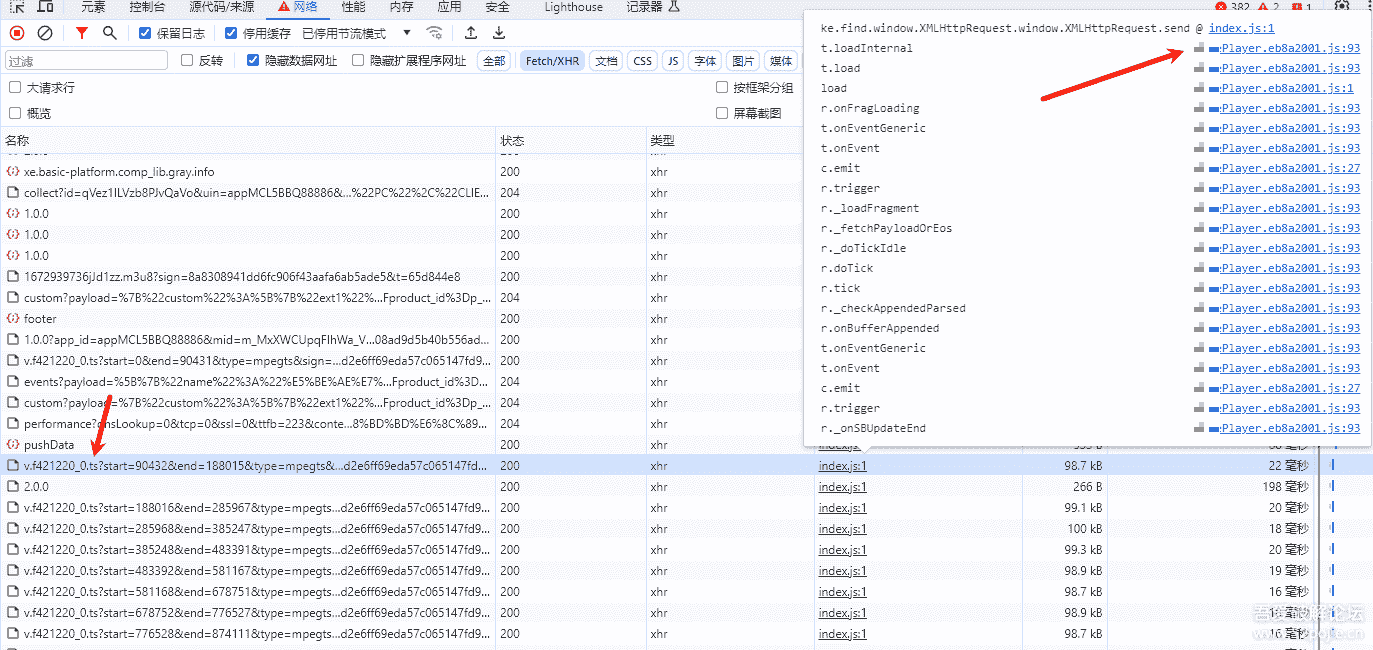 元素 控制台 源代码/来源 网络 性能 内存 应用 安全 Lighthouse 记录器 382 2 1
保留日志 停用缓存 已停用节流模式
过滤 反转 隐藏数据网址 隐藏扩展程序网址 全部 Fetch/XHR 文档 CSS JS 字体 图片 媒体
大请求行 按框架分组
概览 屏幕截图
名称 状态 类型
xe.basic-platform.comp_lib.gray.info 200 xhr
collect?id=qVez1ILVzb8PJvQaVo&uin=appMCL5BBQ88886&...%22PC%22%2C%22CLIE... 204 xhr
1.0.0 200 xhr
1.0.0 200 xhr
1.0.0 200 xhr
1672939736jJd1zz.m3u8?sign=8a8308941dd6fc906f43aafa6ab5ade5&t=65d844e8 200 xhr
custom?payload=%7B%22custom%22%3A%5B%7B%22ext1%22%...Fproduct_id%3Dp_... 204 xhr
footer 200 xhr
1.0.0?app_id=appMCL5BBQ88886&mid=m_MxXWCUpqFIhWa_V...08ad9d5b40b556ad... 200 xhr
v.f421220_0.ts?start=0&end=90431&type=mpegts&sign=...d2e6ff69eda57c065147fd9... 200 xhr
events?payload=%5B%7B%22name%22%3A%22%E5%BE%AE%E7%...Fproduct_id%3D... 204 xhr
custom?payload=%7B%22custom%22%3A%5B%7B%22ext1%22%...Fproduct_id%3Dp_... 204 xhr
performance?dnsLookup=0&tcp=0&ssl=0&ttfb=223&conte...8%BD%BD%E6%8C%89... 200 xhr
pushData 200 xhr
v.f421220_0.ts?start=90432&end=188015&type=mpegts&...d2e6ff69eda57c065147fd... 200 xhr index.js:1 98.7 kB 22 毫秒
2.0.0 200 xhr index.js:1 266 B 198 毫秒
v.f421220_0.ts?start=188016&end=285967&type=mpegts...d2e6ff69eda57c065147fd9... 200 xhr index.js:1 99.1 kB 20 毫秒
v.f421220_0.ts?start=285968&end=385247&type=mpegts...d2e6ff69eda57c065147fd9... 200 xhr index.js:1 100 kB 18 毫秒
v.f421220_0.ts?start=385248&end=483391&type=mpegts...d2e6ff69eda57c065147fd9... 200 xhr index.js:1 99.3 kB 20 毫秒
v.f421220_0.ts?start=483392&end=581167&type=mpegts...d2e6ff69eda57c065147fd9... 200 xhr index.js:1 98.9 kB 19 毫秒
v.f421220_0.ts?start=581168&end=678751&type=mpegts...d2e6ff69eda57c065147fd9... 200 xhr index.js:1 98.7 kB 16 毫秒
v.f421220_0.ts?start=678752&end=776527&type=mpegts...d2e6ff69eda57c065147fd9... 200 xhr index.js:1 98.9 kB
v.f421220_0.ts?start=776528&end=874111&type=mpegts...d2e6ff69eda57c065147fd9... 200 xhr index.js:1 98.7 kB 16 毫秒
ke.find.window.XMLHttpRequest.window.XMLHttpRequest.send @ index.js:1
t.loadInternal Player.eb8a2001.js:93
t.load Player.eb8a2001.js:93
load Player.eb8a2001.js:1
r.onFragLoading Player.eb8a2001.js:93
t.onEventGeneric Player.eb8a2001.js:93
t.onEvent Player.eb8a2001.js:93
c.emit Player.eb8a2001.js:27
r.trigger Player.eb8a2001.js:93
r._loadFragment Player.eb8a2001.js:93
r._fetchPayloadOrEos Player.eb8a2001.js:93
r._doTickIdle Player.eb8a2001.js:93
r.doTick Player.eb8a2001.js:93
r.tick Player.eb8a2001.js:93
r._checkAppendedParsed Player.eb8a2001.js:93
r.onBufferAppended Player.eb8a2001.js:93
t.onEventGeneric Player.eb8a2001.js:93
t.onEvent Player.eb8a2001.js:93
c.emit Player.eb8a2001.js:27
r.trigger Player.eb8a2001.js:93
r._onSBUpdateEnd Player.eb8a2001.js:93
吾爱破解论坛